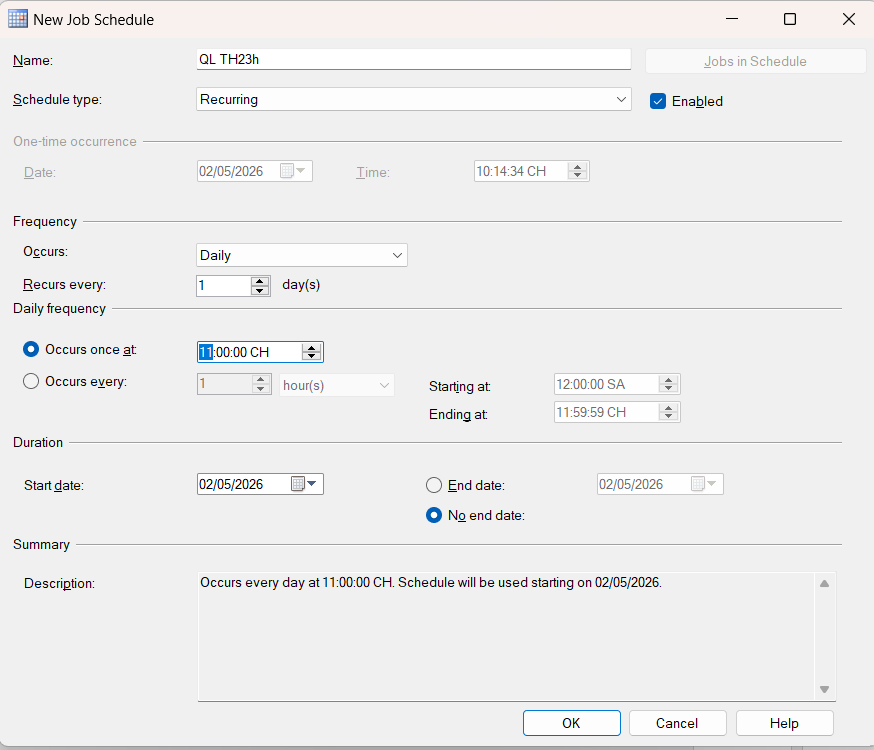 New Job Schedule
Name: QL TH23h Jobs in Schedule
Schedule type: Recurring Enabled
One-time occurrence
Date: 02/05/2026 Time: 10:14:34 CH
Frequency
Occurs: Daily
Recurs every: 1 day(s)
Daily frequency
Occurs once at: 11:00:00 CH
Occurs every: 1 hour(s) Starting at: 12:00:00 SA
Ending at: 11:59:59 CH
Duration
Start date: 02/05/2026 End date: 02/05/2026
No end date:
Summary
Description: Occurs every day at 11:00:00 CH. Schedule will be used starting on 02/05/2026.
OK Cancel Help